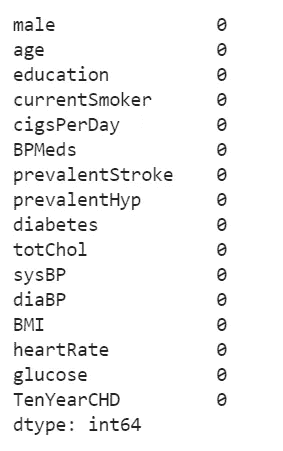 male 0
age 0
education 0
currentSmoker 0
cigsPerDay 0
BPMeds 0
prevalentStroke 0
prevalentHyp 0
diabetes 0
totChol 0
sysBP 0
diaBP 0
BMI 0
heartRate 0
glucose 0
TenYearCHD 0
dtype: int64